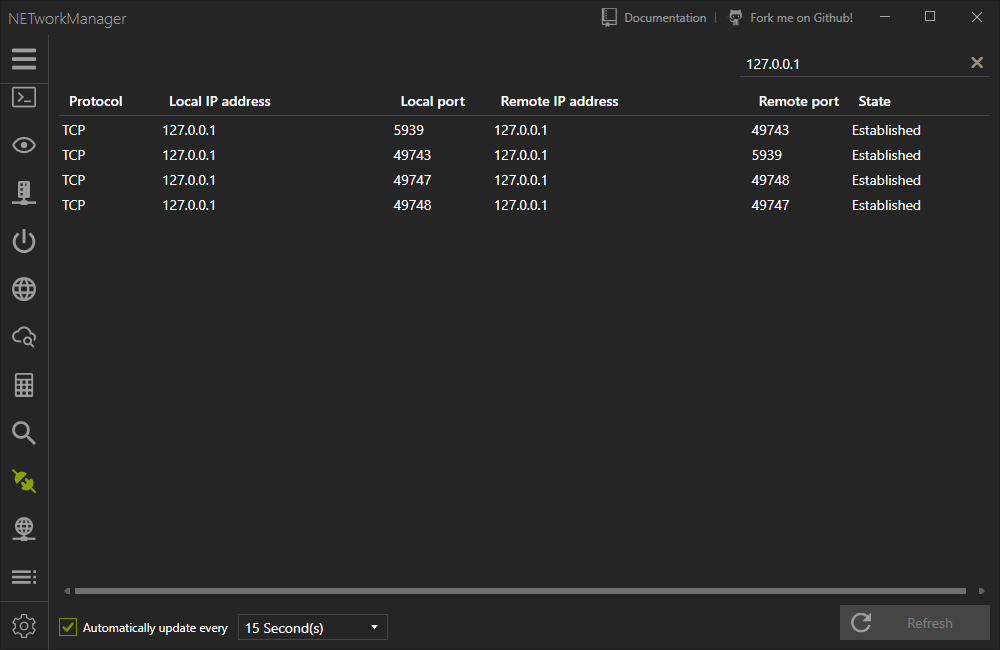 NETworkManager Documentation | Fork me on Github!
127.0.0.1
Protocol Local IP address Local port Remote IP address Remote port State
TCP 127.0.0.1 5939 127.0.0.1 49743 Established
TCP 127.0.0.1 49743 127.0.0.1 5939 Established
TCP 127.0.0.1 49747 127.0.0.1 49748 Established
TCP 127.0.0.1 49748 127.0.0.1 49747 Established
Automatically update every 15 Second(s) Refresh